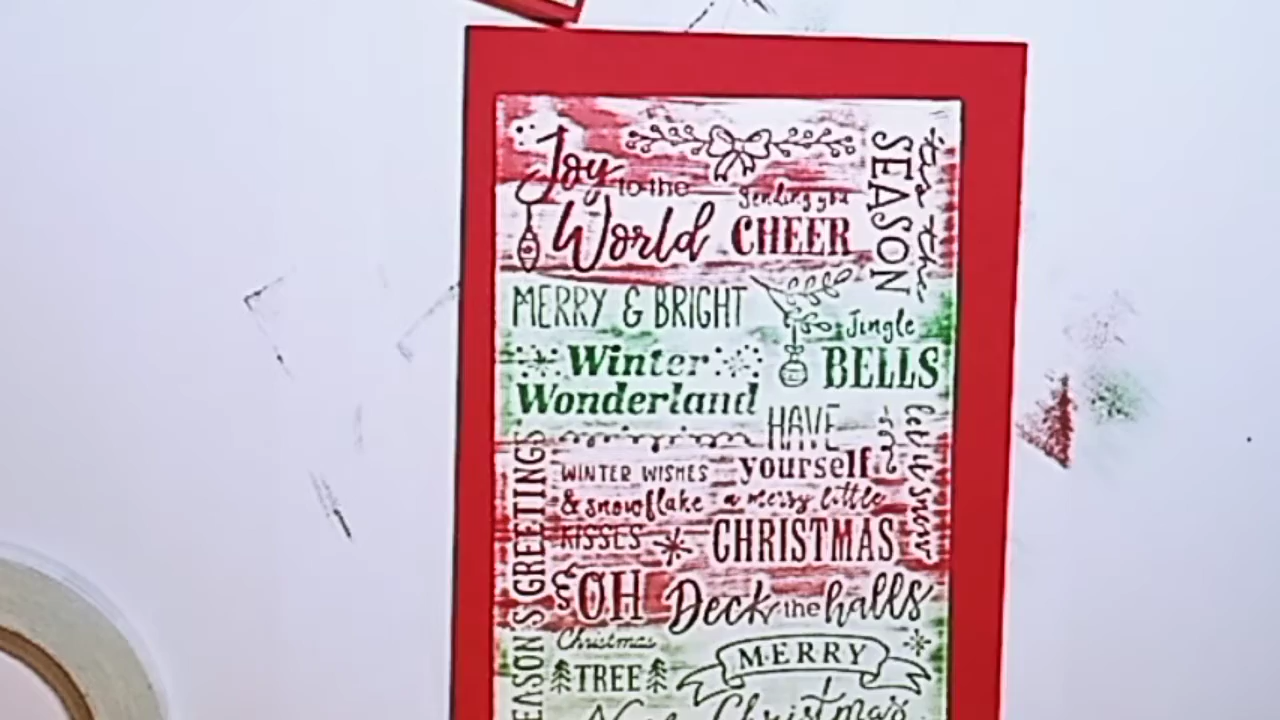 Joy
to the
World
sending you
CHEER
tis the
SEASON
MERRY & BRIGHT
Jingle
BELLS
Winter
Wonderland
HAVE
yourself
a merry little
CHRISTMAS
let it snow
WINTER WISHES
& snowflake
KISSES
GREETINGS
OH
Christmas
TREE
Deck the halls
MERRY
Christmas